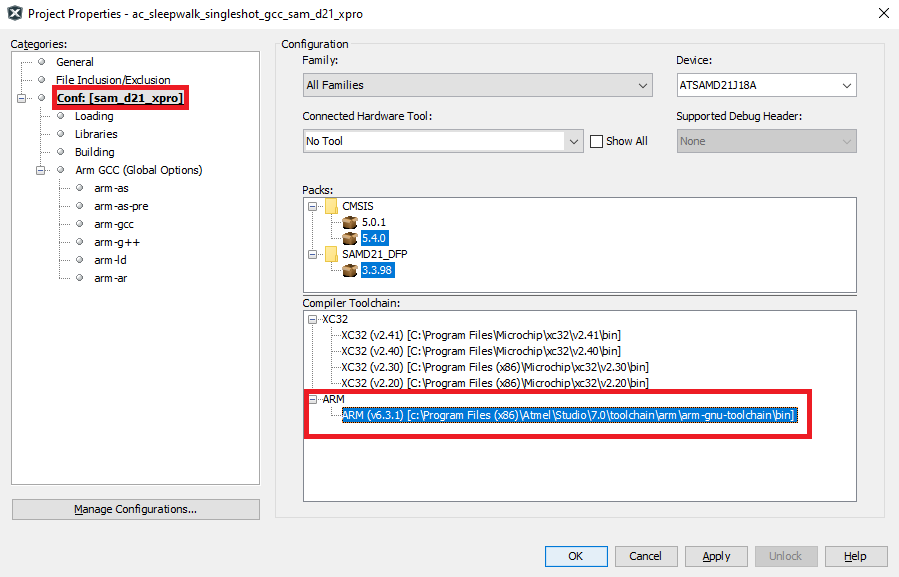 Project Properties - ac_sleepwalk_singleshot_gcc_sam_d21_xpro
Categories:
General
File Inclusion/Exclusion
Conf: [sam_d21_xpro]
Loading
Libraries
Building
Arm GCC (Global Options)
arm-as
arm-as-pre
arm-gcc
arm-g++
arm-ld
arm-ar
Manage Configurations...
Configuration
Family:
All Families
Device:
ATSAMD21J18A
Connected Hardware Tool:
No Tool
Show All
Supported Debug Header:
None
Packs:
CMSIS
5.0.1
5.4.0
SAMD21_DFP
3.3.98
Compiler Toolchain:
XC32
XC32 (v2.41) [C:\Program Files\Microchip\xc32\v2.41\bin]
XC32 (v2.40) [C:\Program Files\Microchip\xc32\v2.40\bin]
XC32 (v2.30) [C:\Program Files (x86)\Microchip\xc32\v2.30\bin]
XC32 (v2.20) [C:\Program Files (x86)\Microchip\xc32\v2.20\bin]
ARM
ARM (v6.3.1) [c:\Program Files (x86)\Atmel\Studio\7.0\toolchain\arm\arm-gnu-toolchain\bin]
OK
Cancel
Apply
Unlock
Help